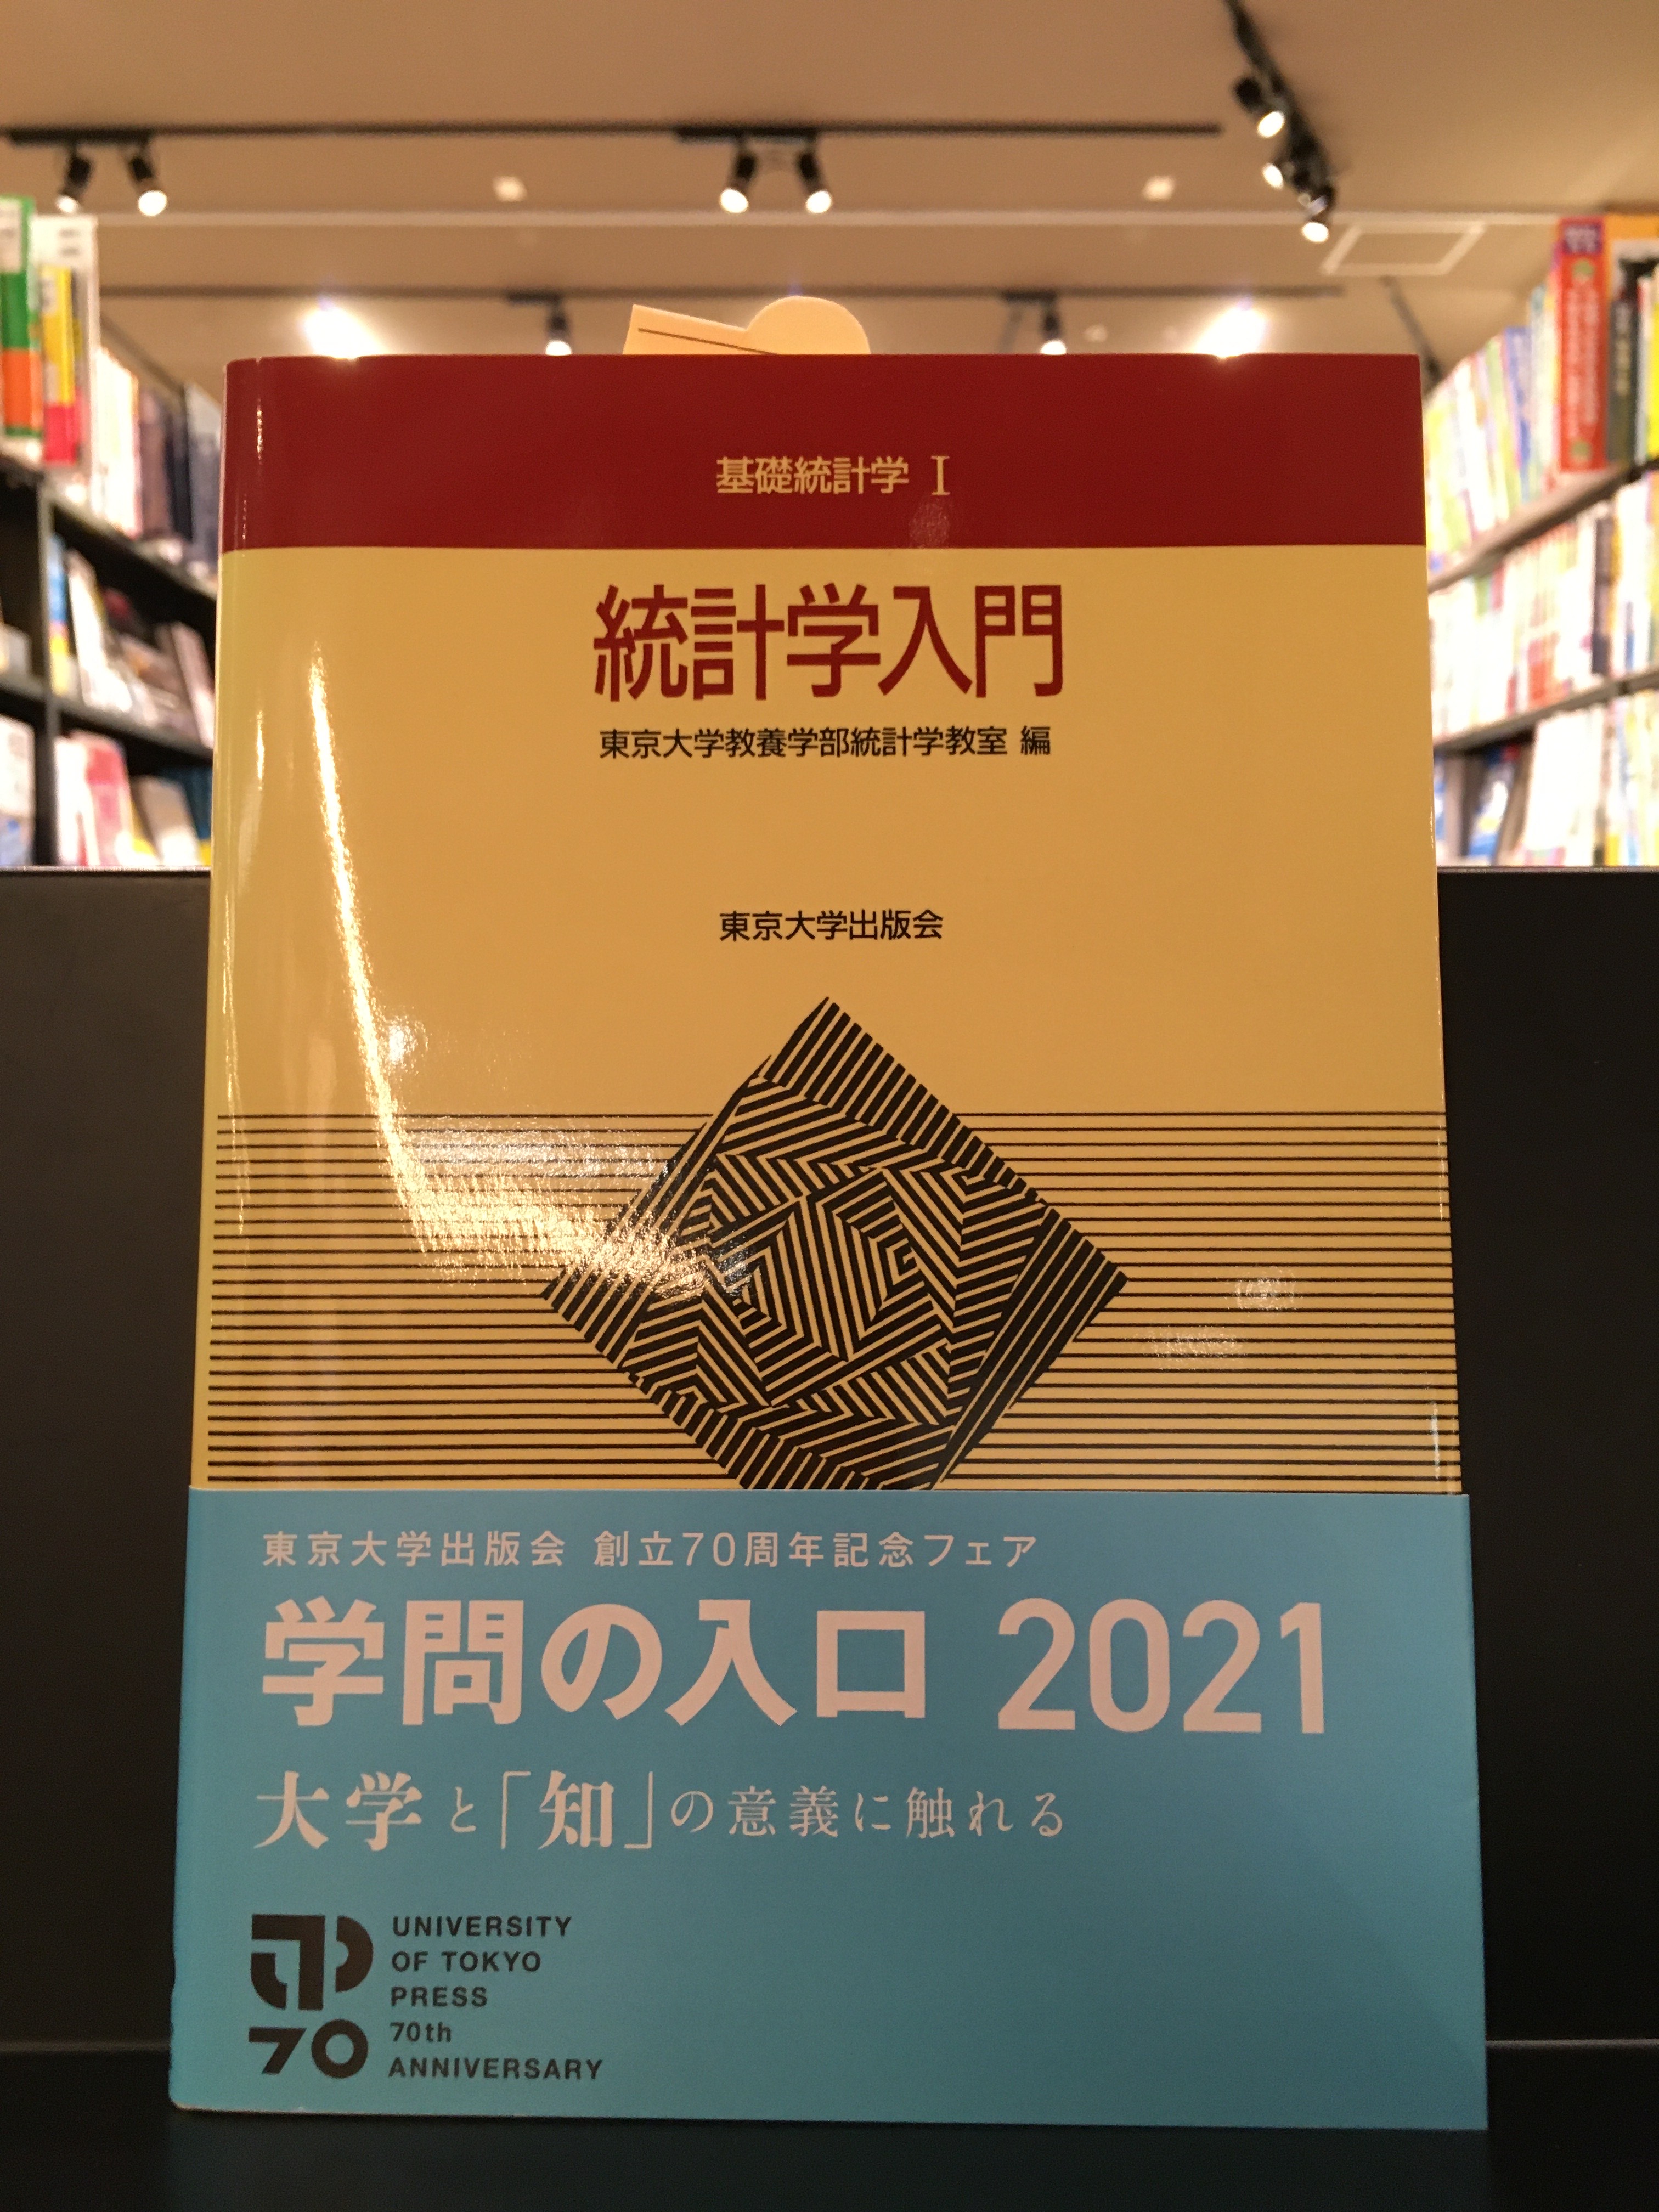 基礎統計学 I
統計学入門
東京大学教養学部統計学教室 編
東京大学出版会
東京大学出版会 創立70周年記念フェア
学問の入口 2021
大学と「知」の意義に触れる
UNIVERSITY
OF TOKYO
PRESS
70th
ANNIVERSARY
70